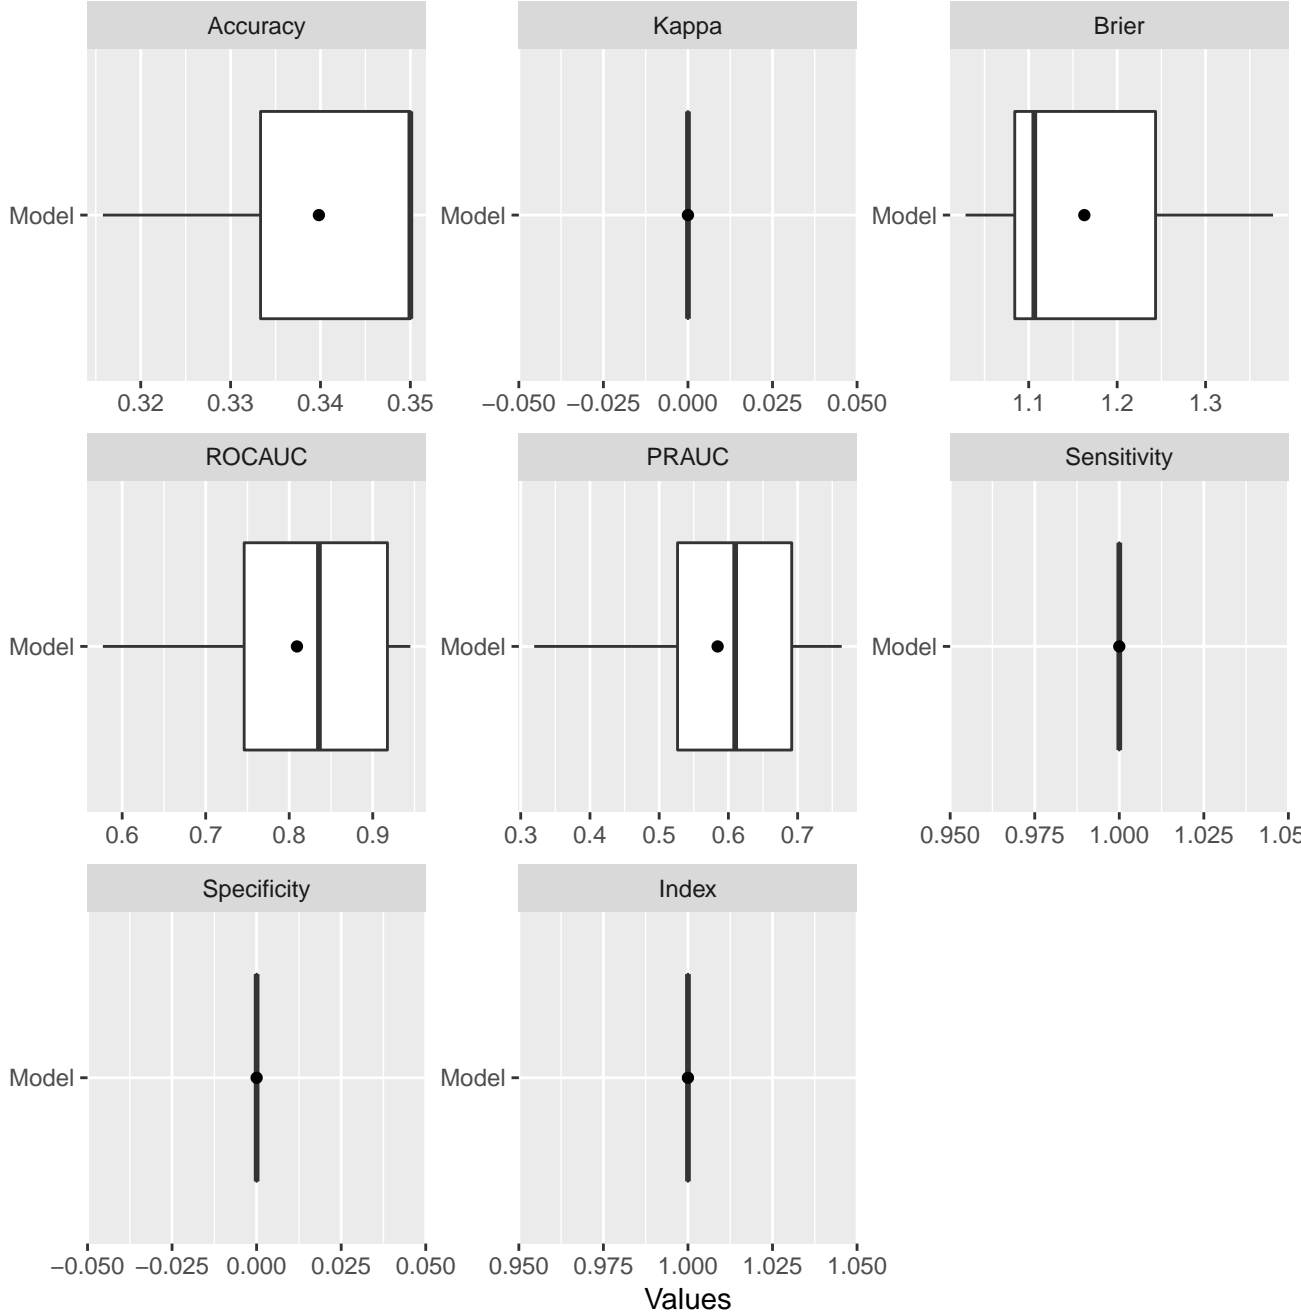 Accuracy Kappa Brier
Model Model Model
0.32 0.33 0.34 0.35 −0.050 −0.025 0.000 0.025 0.050 1.1 1.2 1.3
ROCAUC PRAUC Sensitivity
Model Model Model
0.6 0.7 0.8 0.9 0.3 0.4 0.5 0.6 0.7 0.950 0.975 1.000 1.025 1.05
Specificity Index
Model Model
−0.050 −0.025 0.000 0.025 0.050 0.950 0.975 1.000 1.025 1.050
Values